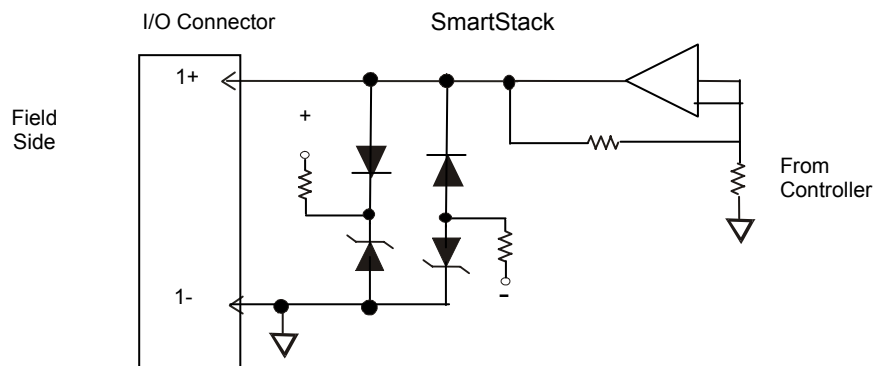 I/O Connector
SmartStack
1+
Field
Side
+
From
Controller
1-
-